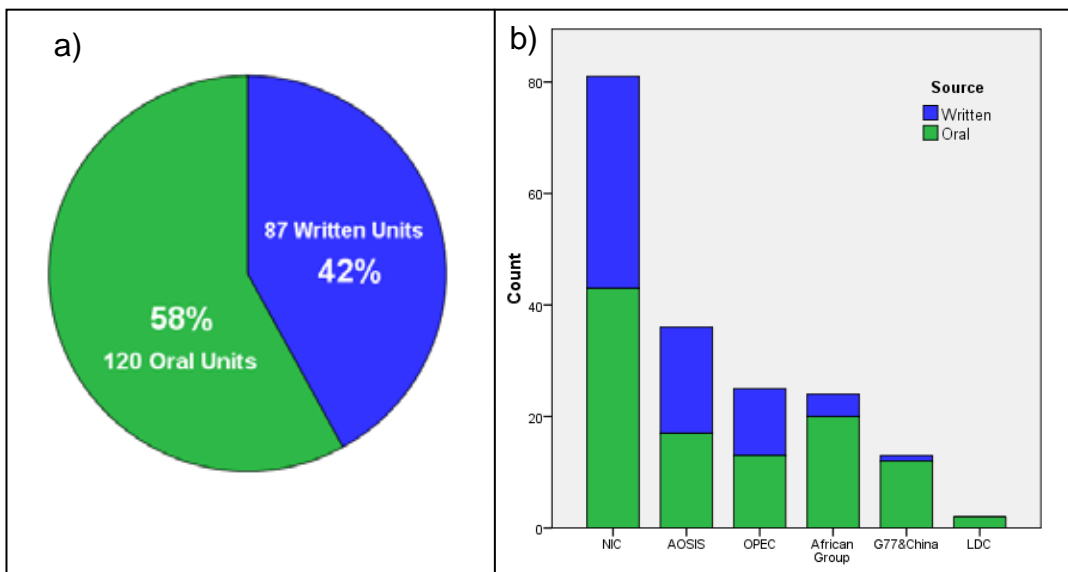 a)
87 Written Units
42%
58%
120 Oral Units
b)
Source
Written
Oral
Count
80
60
40
20
0
NIC
AOSIS
OPEC
African
Group
G77&China
LDC